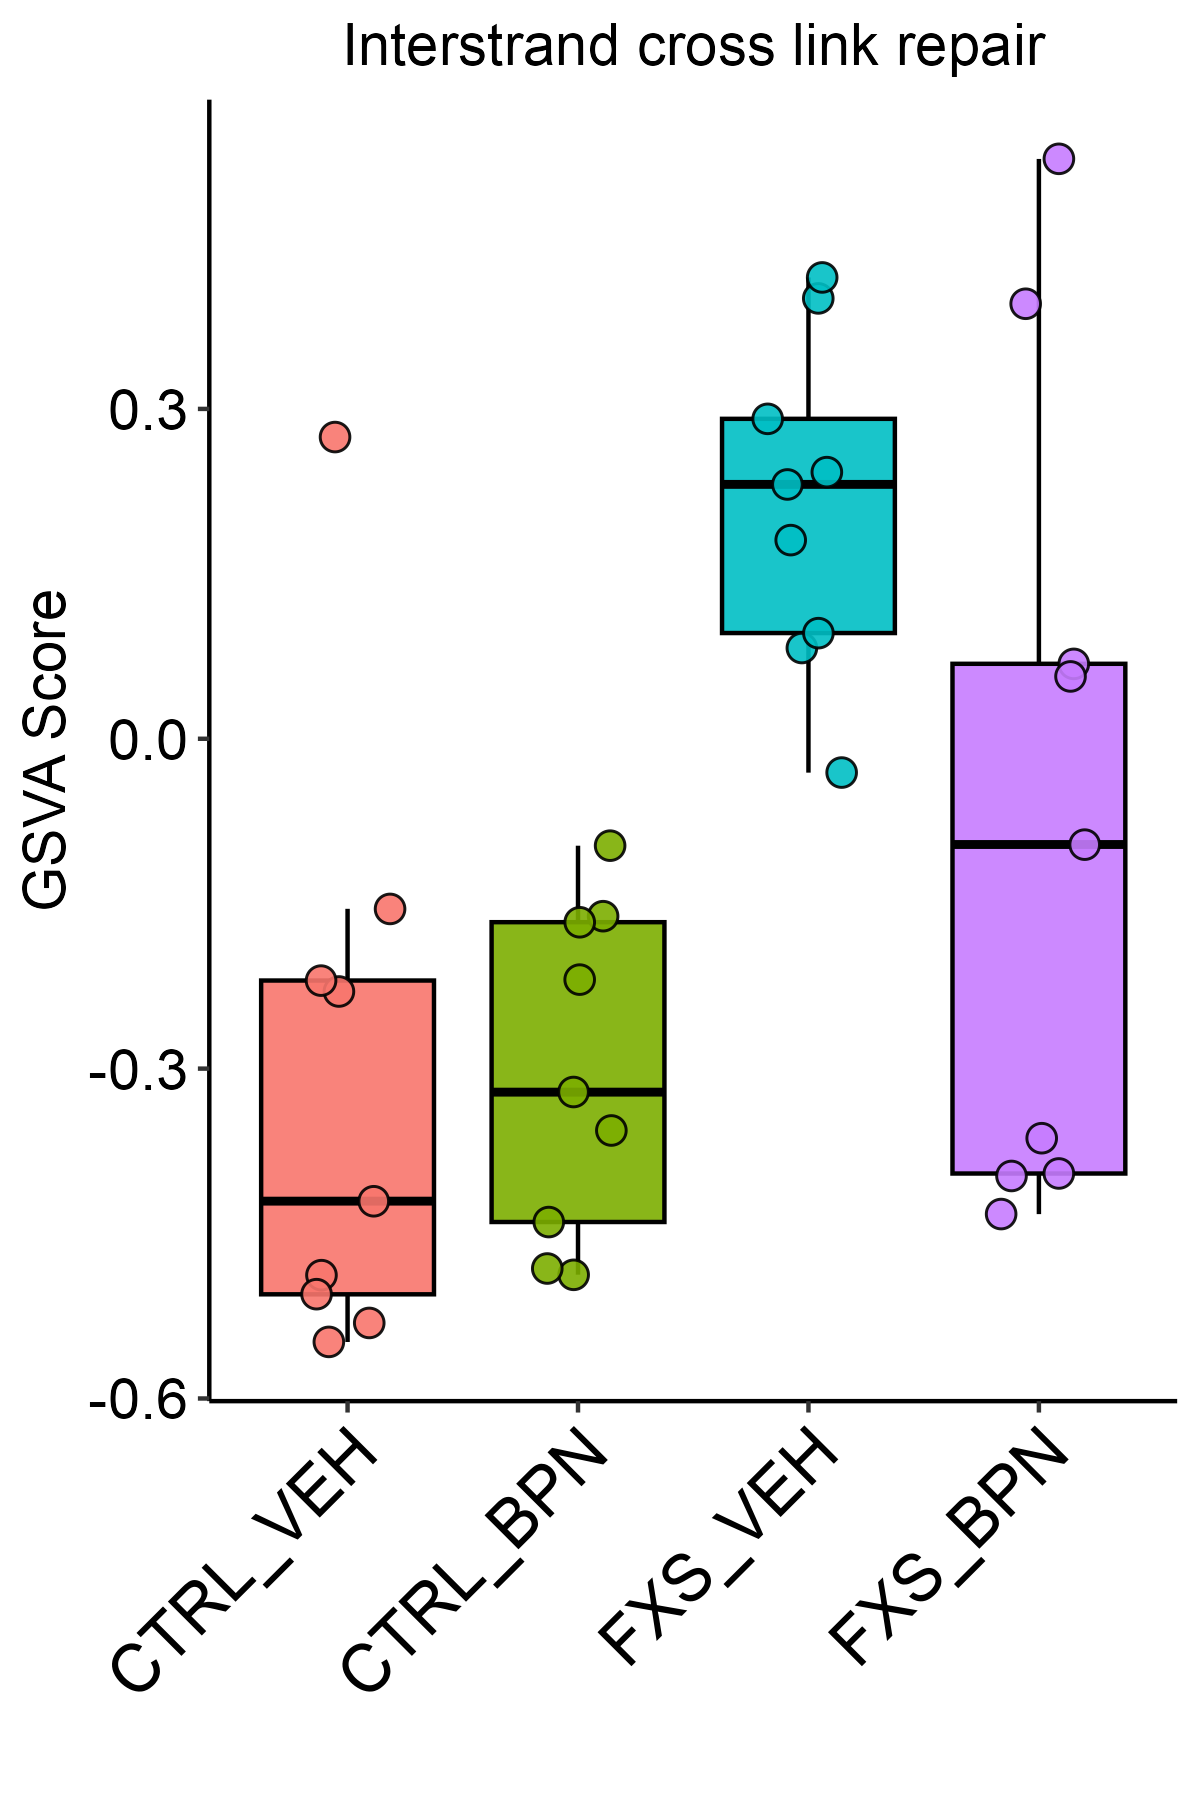 Interstrand cross link repair
GSVA Score
0.3
0.0
-0.3
-0.6
CTRL_VEH
CTRL_BPN
FXS_VEH
FXS_BPN